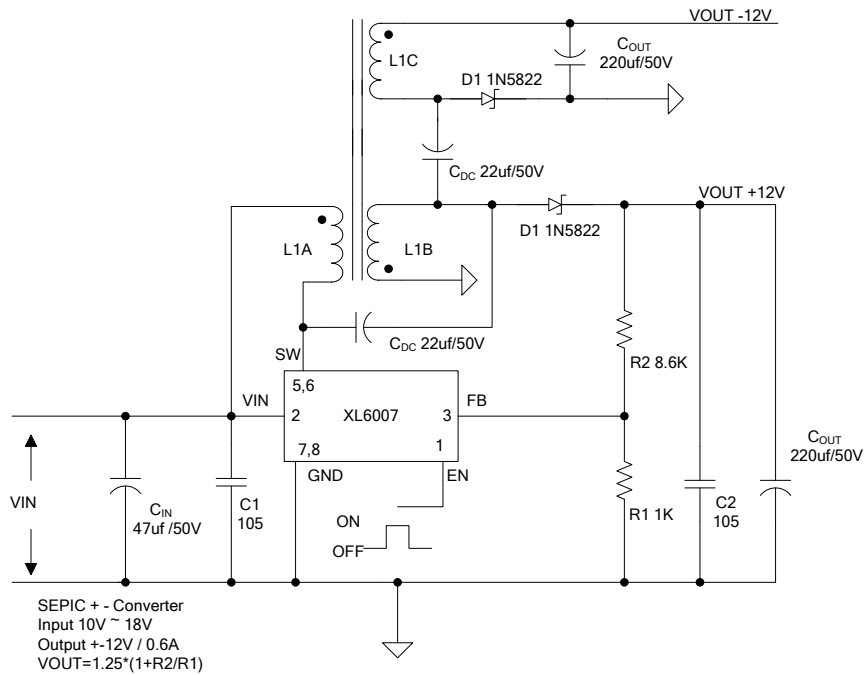 VOUT -12V
L1C
COUT
220uf/50V
D1 1N5822
CDC 22uf/50V
VOUT +12V
L1A
L1B
D1 1N5822
CDC 22uf/50V
SW
R2 8.6K
5,6
VIN
2
XL6007
3
FB
7,8
1
GND
EN
COUT
220uf/50V
VIN
CIN
47uf /50V
C1
105
ON
OFF
R1 1K
C2
105
SEPIC + - Converter
Input 10V ~ 18V
Output +-12V / 0.6A
VOUT=1.25*(1+R2/R1)